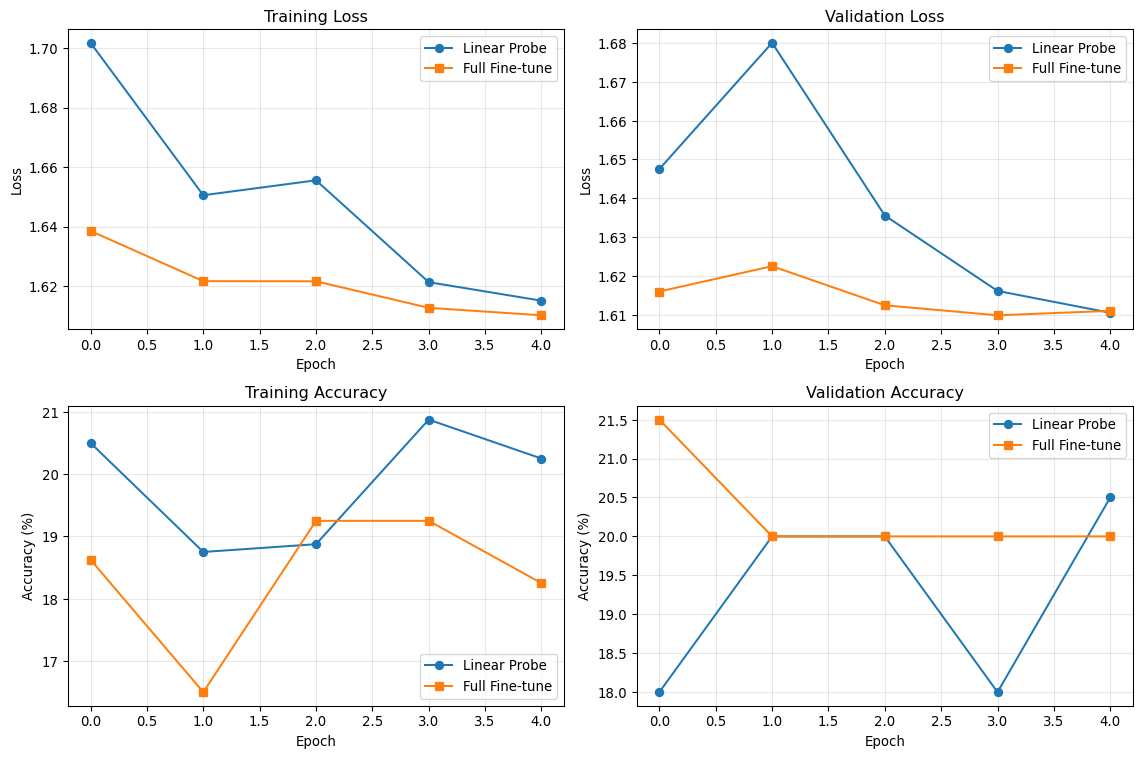 Training Loss
Loss
1.70
1.68
1.66
1.64
1.62
Linear Probe
Full Fine-tune
0.0 0.5 1.0 1.5 2.0 2.5 3.0 3.5 4.0
Epoch
Validation Loss
Loss
1.68
1.67
1.66
1.65
1.64
1.63
1.62
1.61
Linear Probe
Full Fine-tune
0.0 0.5 1.0 1.5 2.0 2.5 3.0 3.5 4.0
Epoch
Training Accuracy
Accuracy (%)
21
20
19
18
17
Linear Probe
Full Fine-tune
0.0 0.5 1.0 1.5 2.0 2.5 3.0 3.5 4.0
Epoch
Validation Accuracy
Accuracy (%)
21.5
21.0
20.5
20.0
19.5
19.0
18.5
18.0
Linear Probe
Full Fine-tune
0.0 0.5 1.0 1.5 2.0 2.5 3.0 3.5 4.0
Epoch